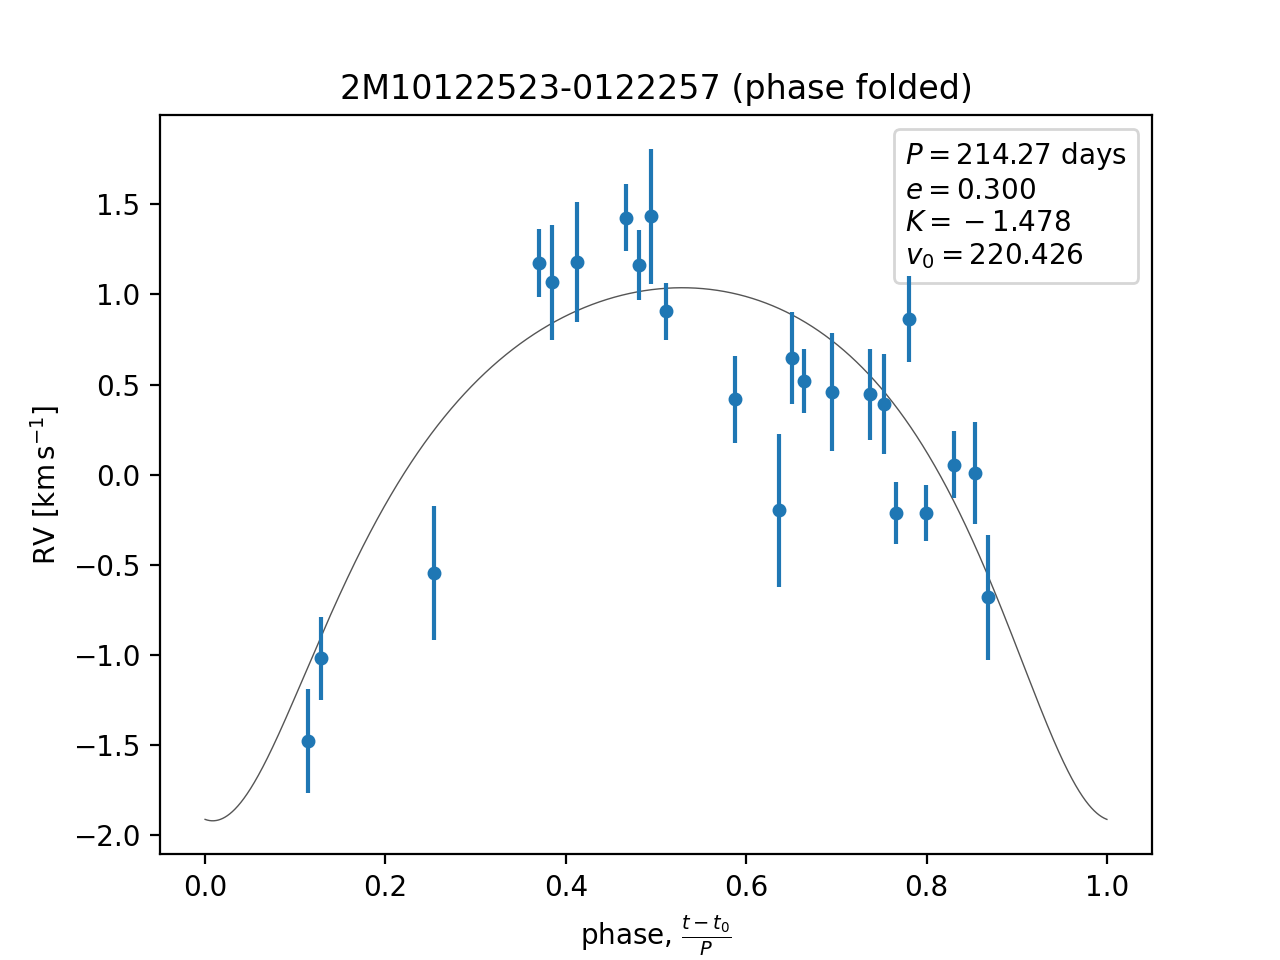 2M10122523-0122257 (phase folded)
P = 214.27 days
e = 0.300
K = −1.478
v₀ = 220.426
RV [km s⁻¹]
1.5
1.0
0.5
0.0
−0.5
−1.0
−1.5
−2.0
0.0 0.2 0.4 0.6 0.8 1.0
phase, (t − t₀)/P